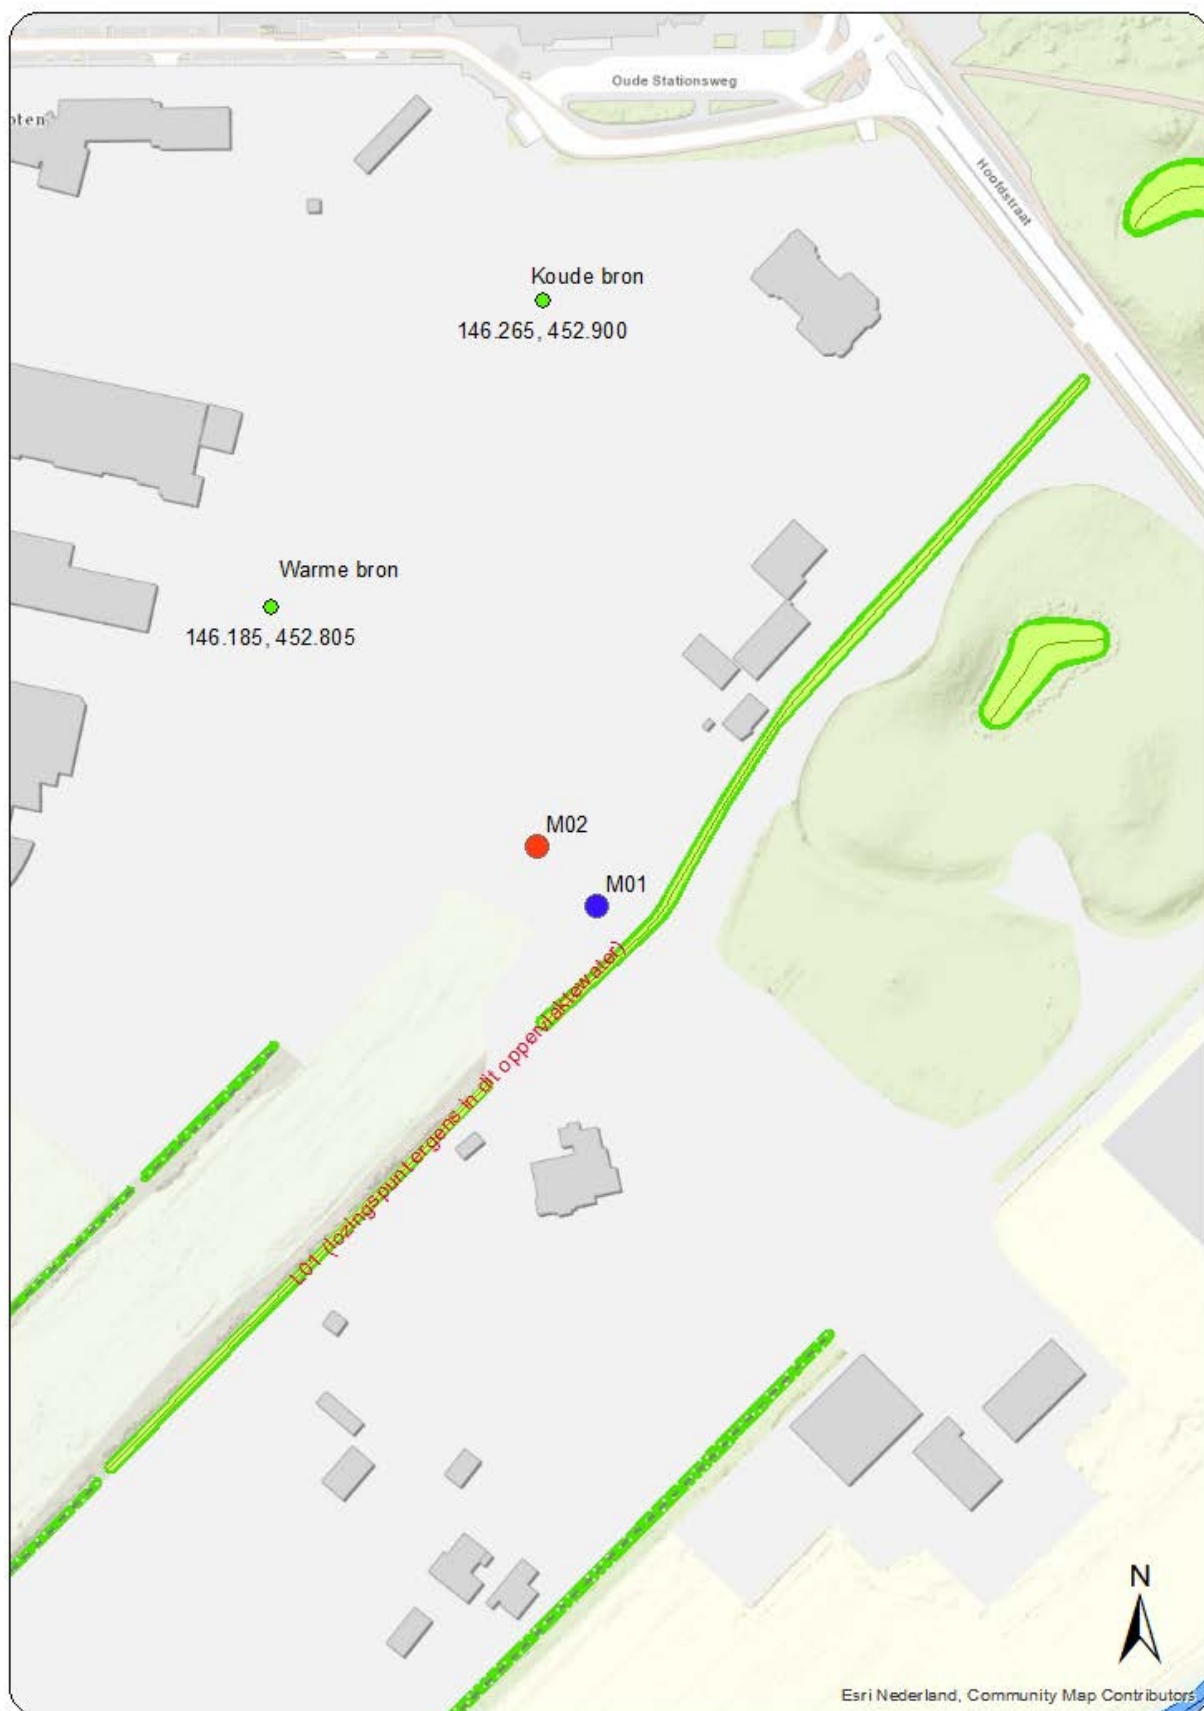 Oude Stationsweg
oten
Hoofdstraat
Koude bron
146.265, 452.900
Warme bron
146.185, 452.805
M02
M01
L01 (lozingspunt ergens in dit oppervlaktewater)
N
Esri Nederland, Community Map Contributors